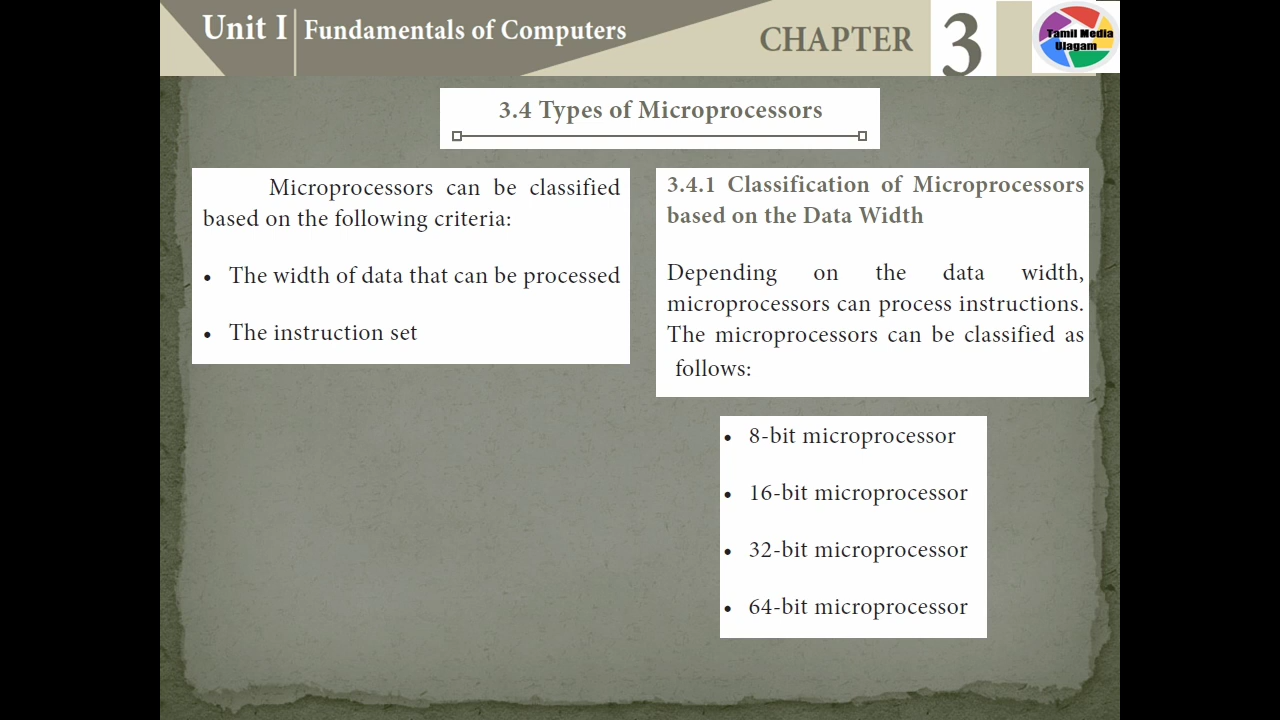 Unit I Fundamentals of Computers
CHAPTER 3
Tamil Media
Ulagam
3.4 Types of Microprocessors
Microprocessors can be classified
based on the following criteria:
• The width of data that can be processed
• The instruction set
3.4.1 Classification of Microprocessors
based on the Data Width
Depending on the data width,
microprocessors can process instructions.
The microprocessors can be classified as
follows:
• 8-bit microprocessor
• 16-bit microprocessor
• 32-bit microprocessor
• 64-bit microprocessor